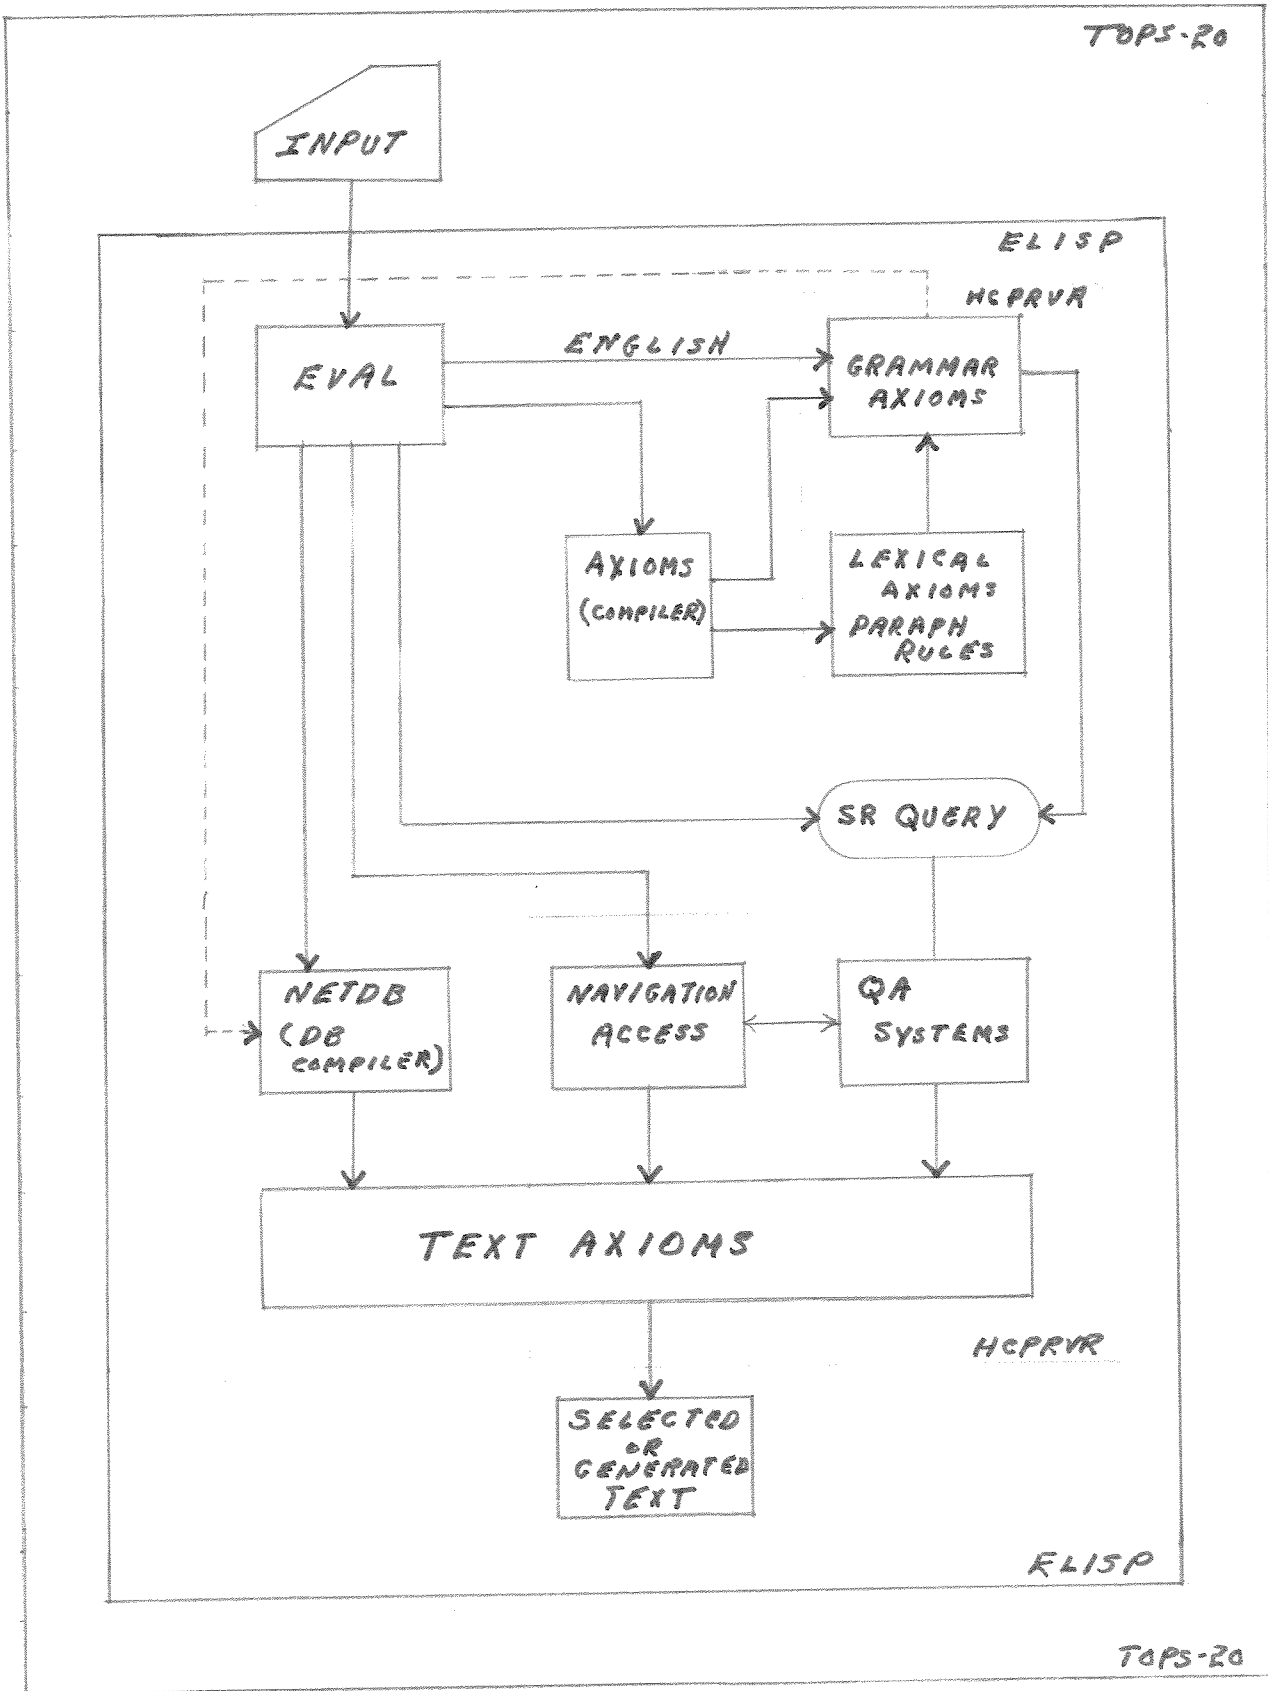 TOPS-20
INPUT
ELISP
HCPRVR
ENGLISH
EVAL
GRAMMAR
AXIOMS
AXIOMS
(COMPILER)
LEXICAL
AXIOMS
PARAPH
RULES
SR QUERY
NETDB
(DB
COMPILER)
NAVIGATION
ACCESS
QA
SYSTEMS
TEXT AXIOMS
HCPRVR
SELECTED
OR
GENERATED
TEXT
ELISP
TOPS-20